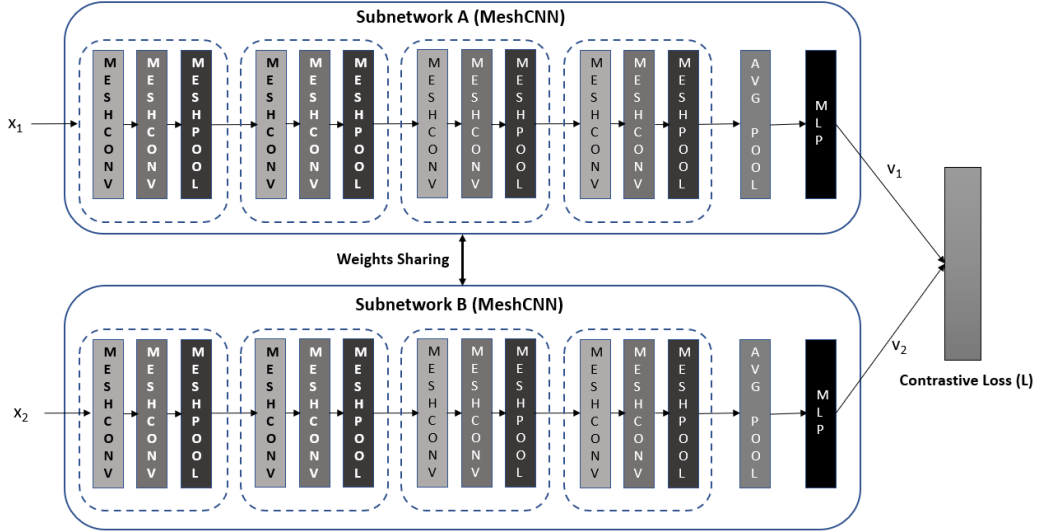 Subnetwork A (MeshCNN)
X1
MESHCONV
MESHCONV
MESHPOOL
MESHCONV
MESHCONV
MESHPOOL
MESHCONV
MESHCONV
MESHPOOL
MESHCONV
MESHCONV
MESHPOOL
AVG POOL
MLP
V1
Weights Sharing
Subnetwork B (MeshCNN)
X2
MESHCONV
MESHCONV
MESHPOOL
MESHCONV
MESHCONV
MESHPOOL
MESHCONV
MESHCONV
MESHPOOL
MESHCONV
MESHCONV
MESHPOOL
AVG POOL
MLP
V2
Contrastive Loss (L)